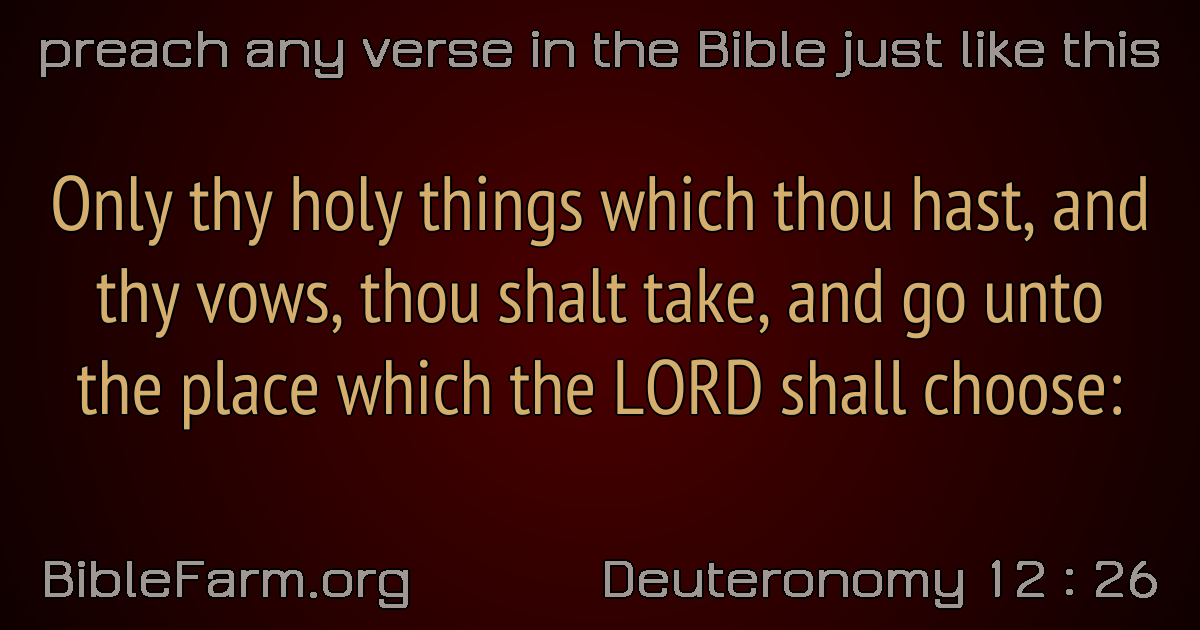 preach any verse in the Bible just like this
Only thy holy things which thou hast, and
thy vows, thou shalt take, and go unto
the place which the LORD shall choose:
BibleFarm.org
Deuteronomy 12 : 26